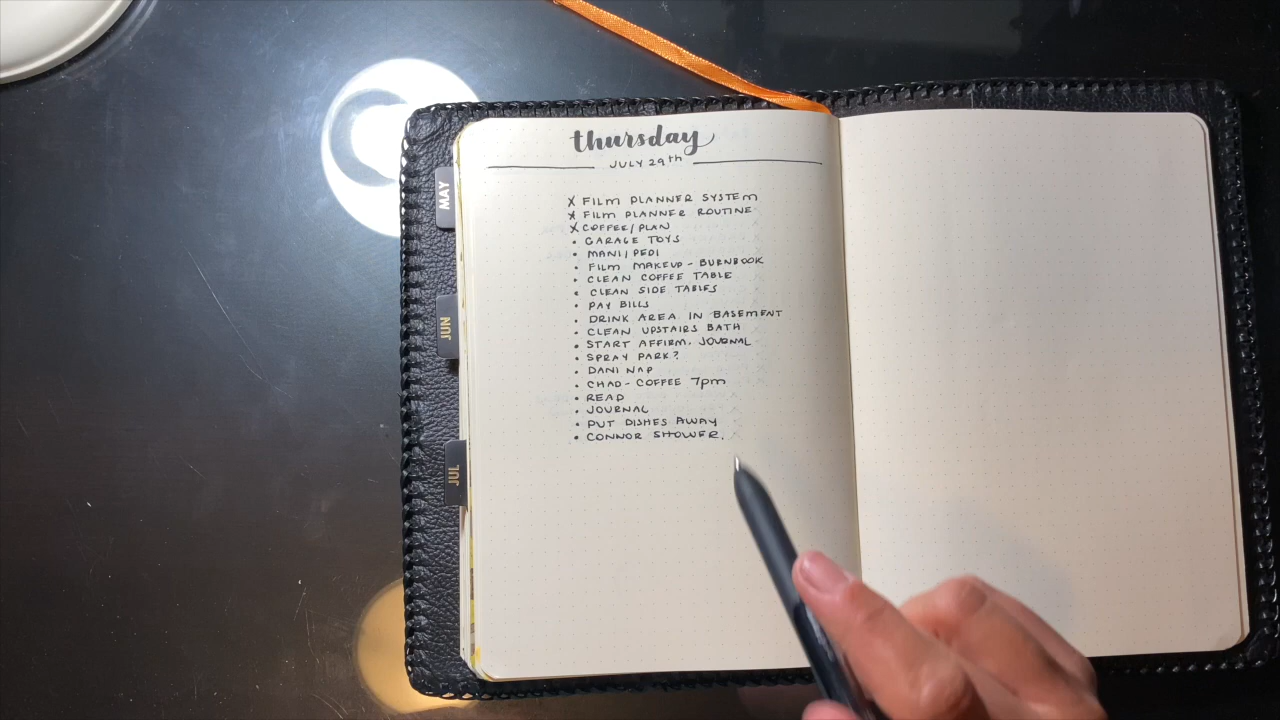 thursday
JULY 29th
X FILM PLANNER SYSTEM
X FILM PLANNER ROUTINE
X COFFEE/PLAN
• GARAGE TOYS
• MANI/PEDI
• FILM MAKEUP - BURNBOOK
• CLEAN COFFEE TABLE
• CLEAN SIDE TABLES
• PAY BILLS
• DRINK AREA IN BASEMENT
• CLEAN UPSTAIRS BATH
• START AFFIRM. JOURNAL
• SPRAY PARK?
• DANI NAP
• CHAD - COFFEE 7pm
• READ
• JOURNAL
• PUT DISHES AWAY
• CONNOR SHOWER.
MAY
JUN
JUL